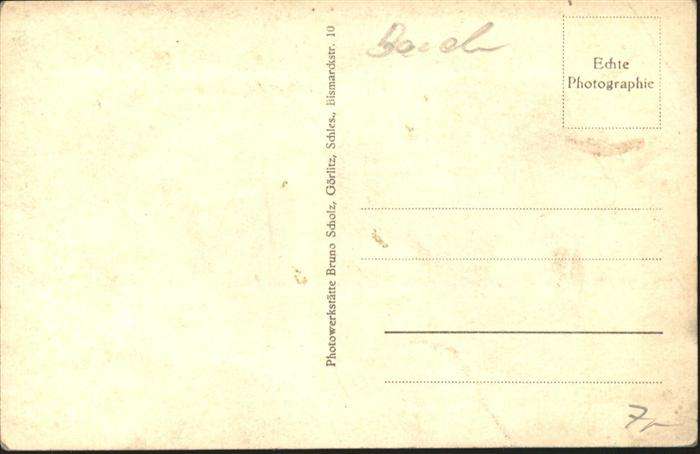 Photowerkstätte Bruno Scholz, Görlitz, Schles., Bismarckstr. 10
Echte
Photographie